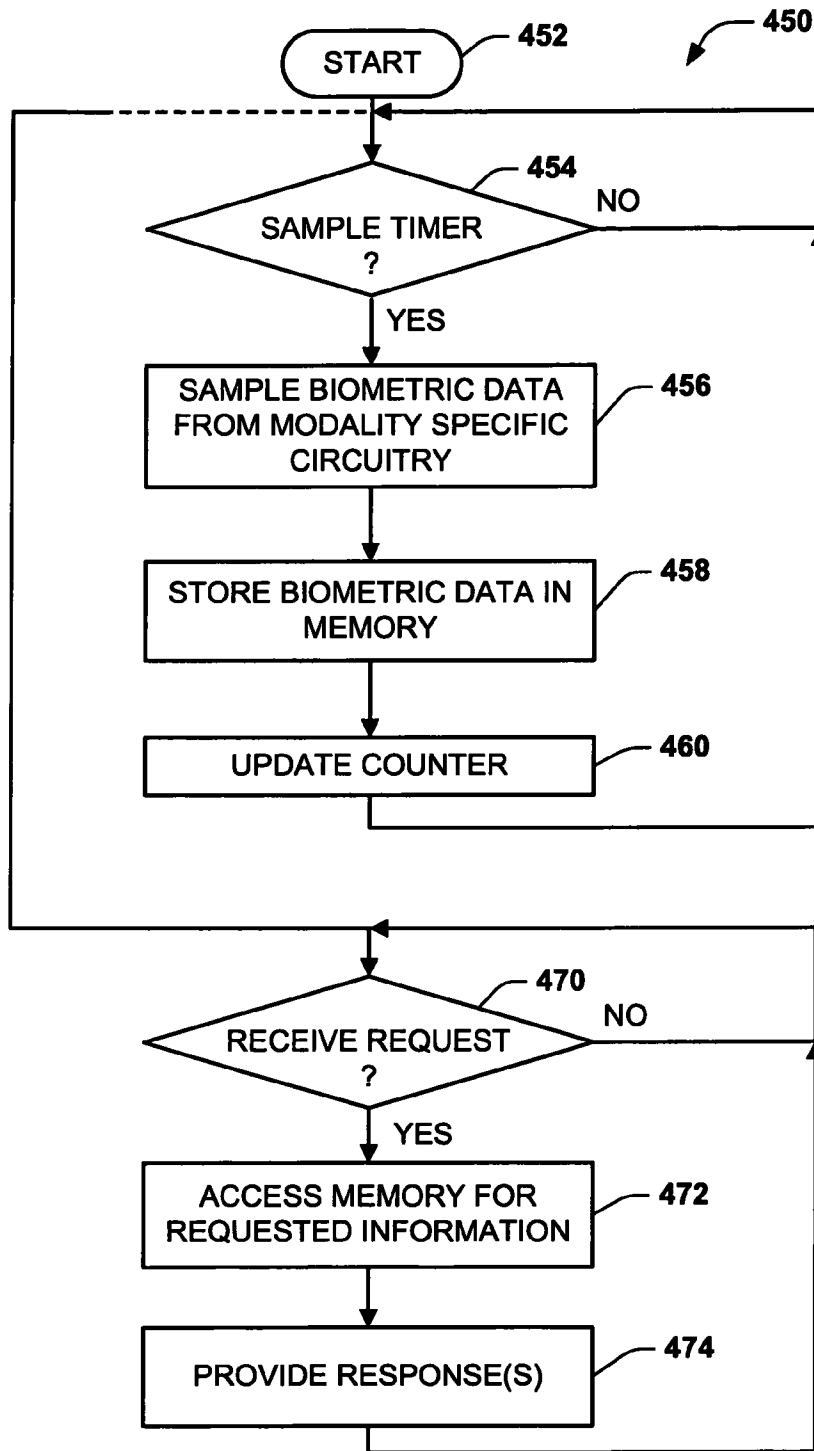 450
START
452
454
SAMPLE TIMER
?
NO
YES
SAMPLE BIOMETRIC DATA
FROM MODALITY SPECIFIC
CIRCUITRY
456
STORE BIOMETRIC DATA IN
MEMORY
458
UPDATE COUNTER
460
470
RECEIVE REQUEST
?
NO
YES
ACCESS MEMORY FOR
REQUESTED INFORMATION
472
PROVIDE RESPONSE(S)
474